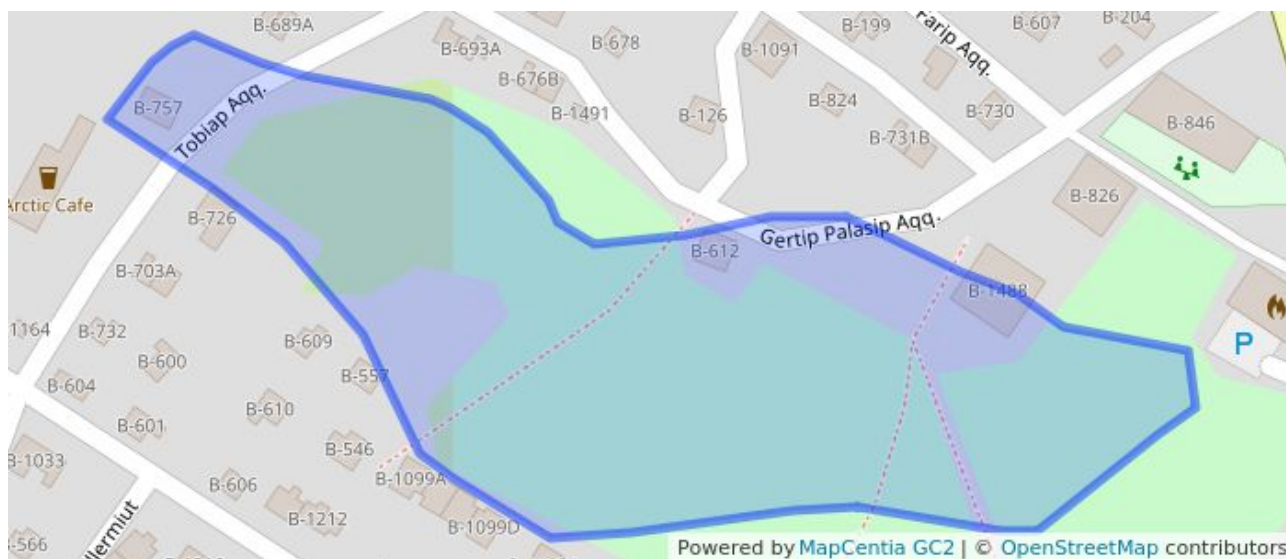 B-689A
B-693A
B-678
B-676B
B-1491
B-1091
B-199
Farip Aqq.
B-607
B-204
B-757
Tobiap Aqq.
B-126
B-824
B-731B
B-730
B-846
Arctic Cafe
B-726
B-612
Gertip Palasip Aqq.
B-826
B-703A
B-1488
1164
B-732
B-609
P
B-600
B-557
B-604
B-610
B-601
B-546
B-1033
B-606
B-1099A
B-1212
B-1099D
llermiut
-566
Powered by MapCentia GC2 | © OpenStreetMap contributors